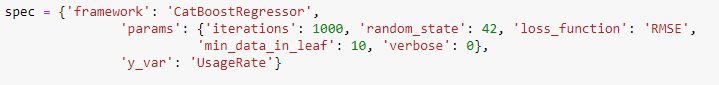 spec = {'framework': 'CatBoostRegressor',
'params': {'iterations': 1000, 'random_state': 42, 'loss_function': 'RMSE',
'min_data_in_leaf': 10, 'verbose': 0},
'y_var': 'UsageRate'}